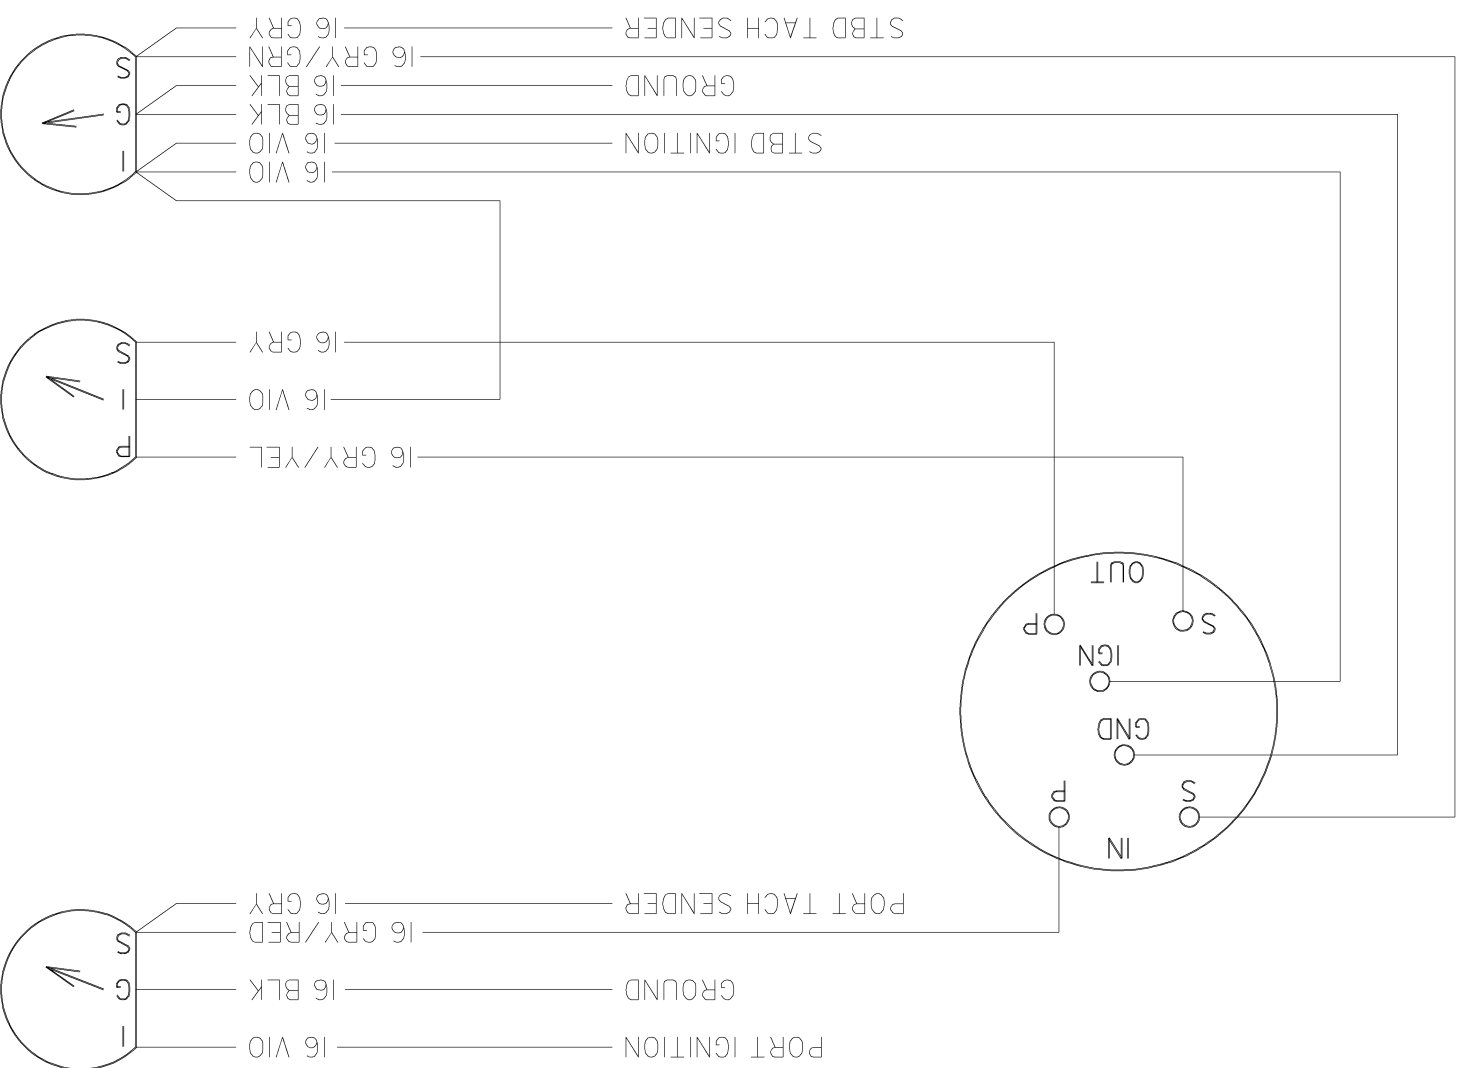 PORT IGNITION 16 VIO I
GROUND 16 BLK G
16 GRY/RED S
PORT TACH SENDER 16 GRY
IN
S P
GND
IGN
S P
OUT
16 GRY/YEL P
16 VIO I
16 GRY S
16 VIO I
STBD IGNITION 16 VIO
16 BLK G
GROUND 16 BLK
16 GRY/GRN S
STBD TACH SENDER 16 GRY